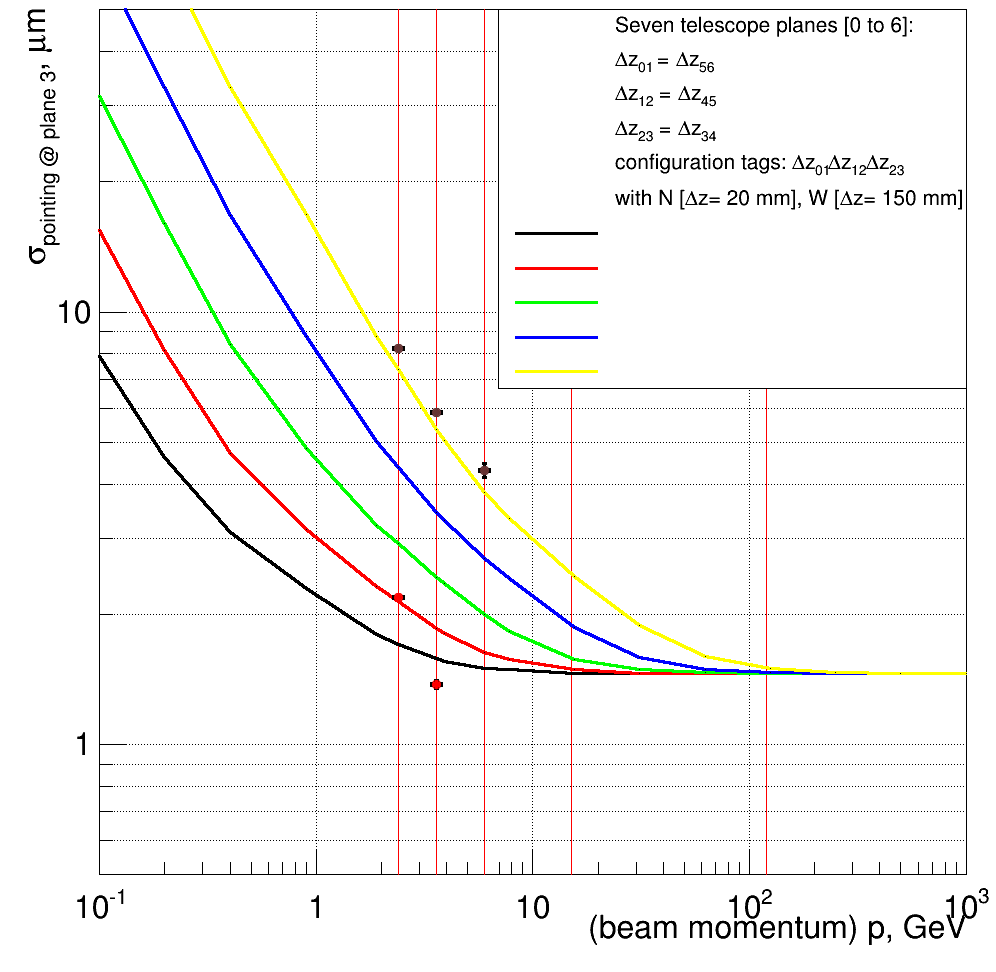 σpointing @ plane 3, μm
Seven telescope planes [0 to 6]:
Δz01 = Δz56
Δz12 = Δz45
Δz23 = Δz34
configuration tags: Δz01Δz12Δz23
with N [Δz= 20 mm], W [Δz= 150 mm]
10
1
10-1 1 10 102 103
(beam momentum) p, GeV